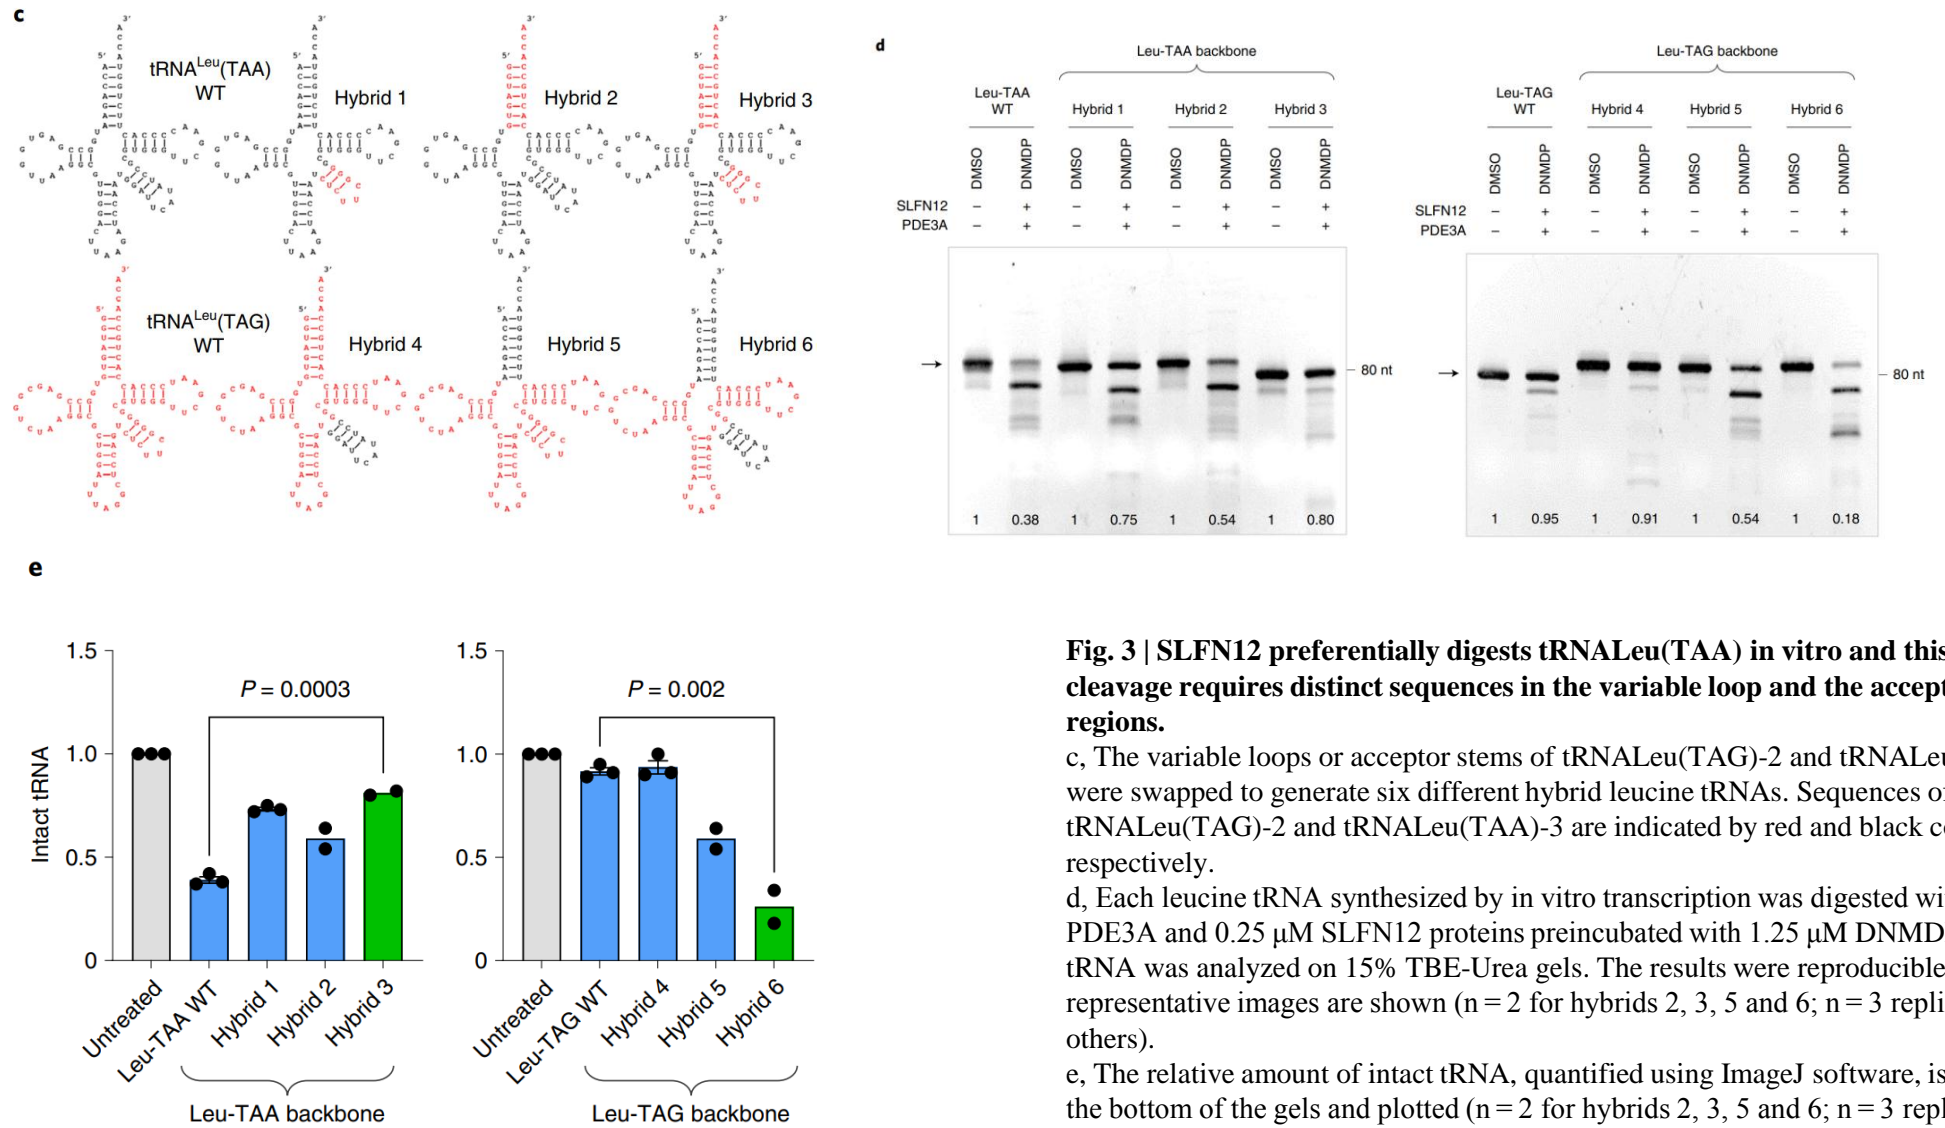 c
tRNALeu(TAA)
WT
Hybrid 1
Hybrid 2
Hybrid 3
tRNALeu(TAG)
WT
Hybrid 4
Hybrid 5
Hybrid 6
d
Leu-TAA backbone
Leu-TAA
WT
Hybrid 1
Hybrid 2
Hybrid 3
DMSO DNMDP DMSO DNMDP DMSO DNMDP DMSO DNMDP
SLFN12 − + − + − + − +
PDE3A − + − + − + − +
80 nt
1 0.38 1 0.75 1 0.54 1 0.80
Leu-TAG backbone
Leu-TAG
WT
Hybrid 4
Hybrid 5
Hybrid 6
DMSO DNMDP DMSO DNMDP DMSO DNMDP DMSO DNMDP
SLFN12 − + − + − + − +
PDE3A − + − + − + − +
80 nt
1 0.95 1 0.91 1 0.54 1 0.18
e
Intact tRNA
1.5
1.0
0.5
0
P = 0.0003
Untreated
Leu-TAA WT
Hybrid 1
Hybrid 2
Hybrid 3
Leu-TAA backbone
1.5
1.0
0.5
0
P = 0.002
Untreated
Leu-TAG WT
Hybrid 4
Hybrid 5
Hybrid 6
Leu-TAG backbone
Fig. 3 | SLFN12 preferentially digests tRNALeu(TAA) in vitro and this
cleavage requires distinct sequences in the variable loop and the accept
regions.
c, The variable loops or acceptor stems of tRNALeu(TAG)-2 and tRNALeu
were swapped to generate six different hybrid leucine tRNAs. Sequences o
tRNALeu(TAG)-2 and tRNALeu(TAA)-3 are indicated by red and black c
respectively.
d, Each leucine tRNA synthesized by in vitro transcription was digested wi
PDE3A and 0.25 μM SLFN12 proteins preincubated with 1.25 μM DNMD
tRNA was analyzed on 15% TBE-Urea gels. The results were reproducible
representative images are shown (n = 2 for hybrids 2, 3, 5 and 6; n = 3 repli
others).
e, The relative amount of intact tRNA, quantified using ImageJ software, is
the bottom of the gels and plotted (n = 2 for hybrids 2, 3, 5 and 6; n = 3 repl